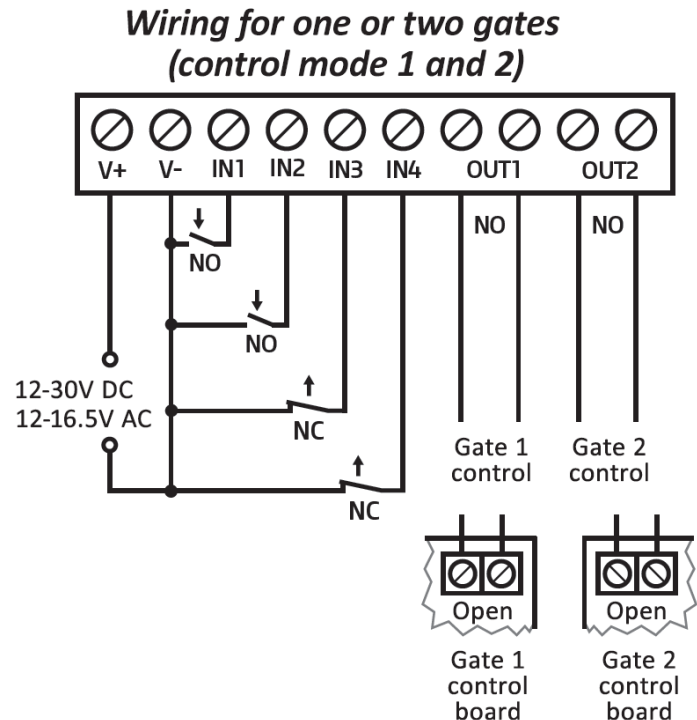 Wiring for one or two gates
(control mode 1 and 2)
V+ V- IN1 IN2 IN3 IN4 OUT1 OUT2
NO NO
NO
NO
12-30V DC
12-16.5V AC
NC
NC
Gate 1
control
Gate 2
control
Open
Open
Gate 1
control
board
Gate 2
control
board